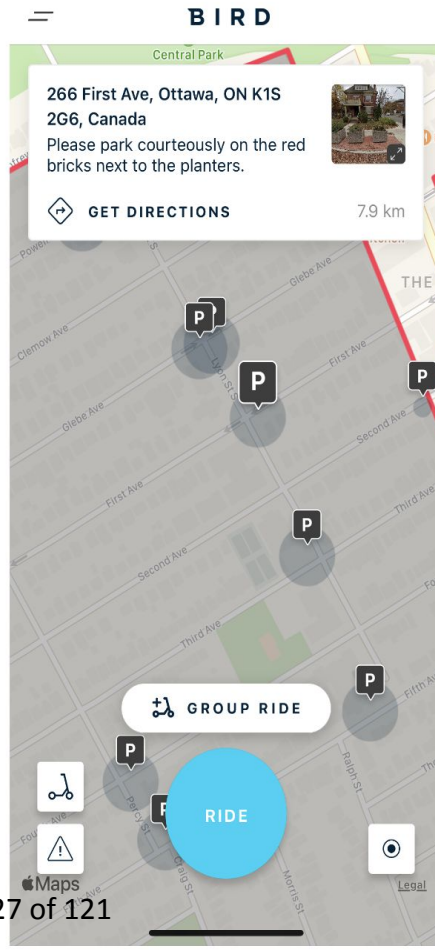 BIRD
Central Park
266 First Ave, Ottawa, ON K1S
2G6, Canada
Please park courteously on the red
bricks next to the planters.
GET DIRECTIONS
7.9 km
THE
Glebe Ave
Clemow Ave
P
Lyon St S
First Ave
P
P
Glebe Ave
Second Ave
First Ave
Third Ave
P
Second Ave
Third Ave
P
Fifth Ave
GROUP RIDE
P
Ralph St
P
RIDE
Percy St
Craig St
Morris St
Maps
Legal
27 of 121